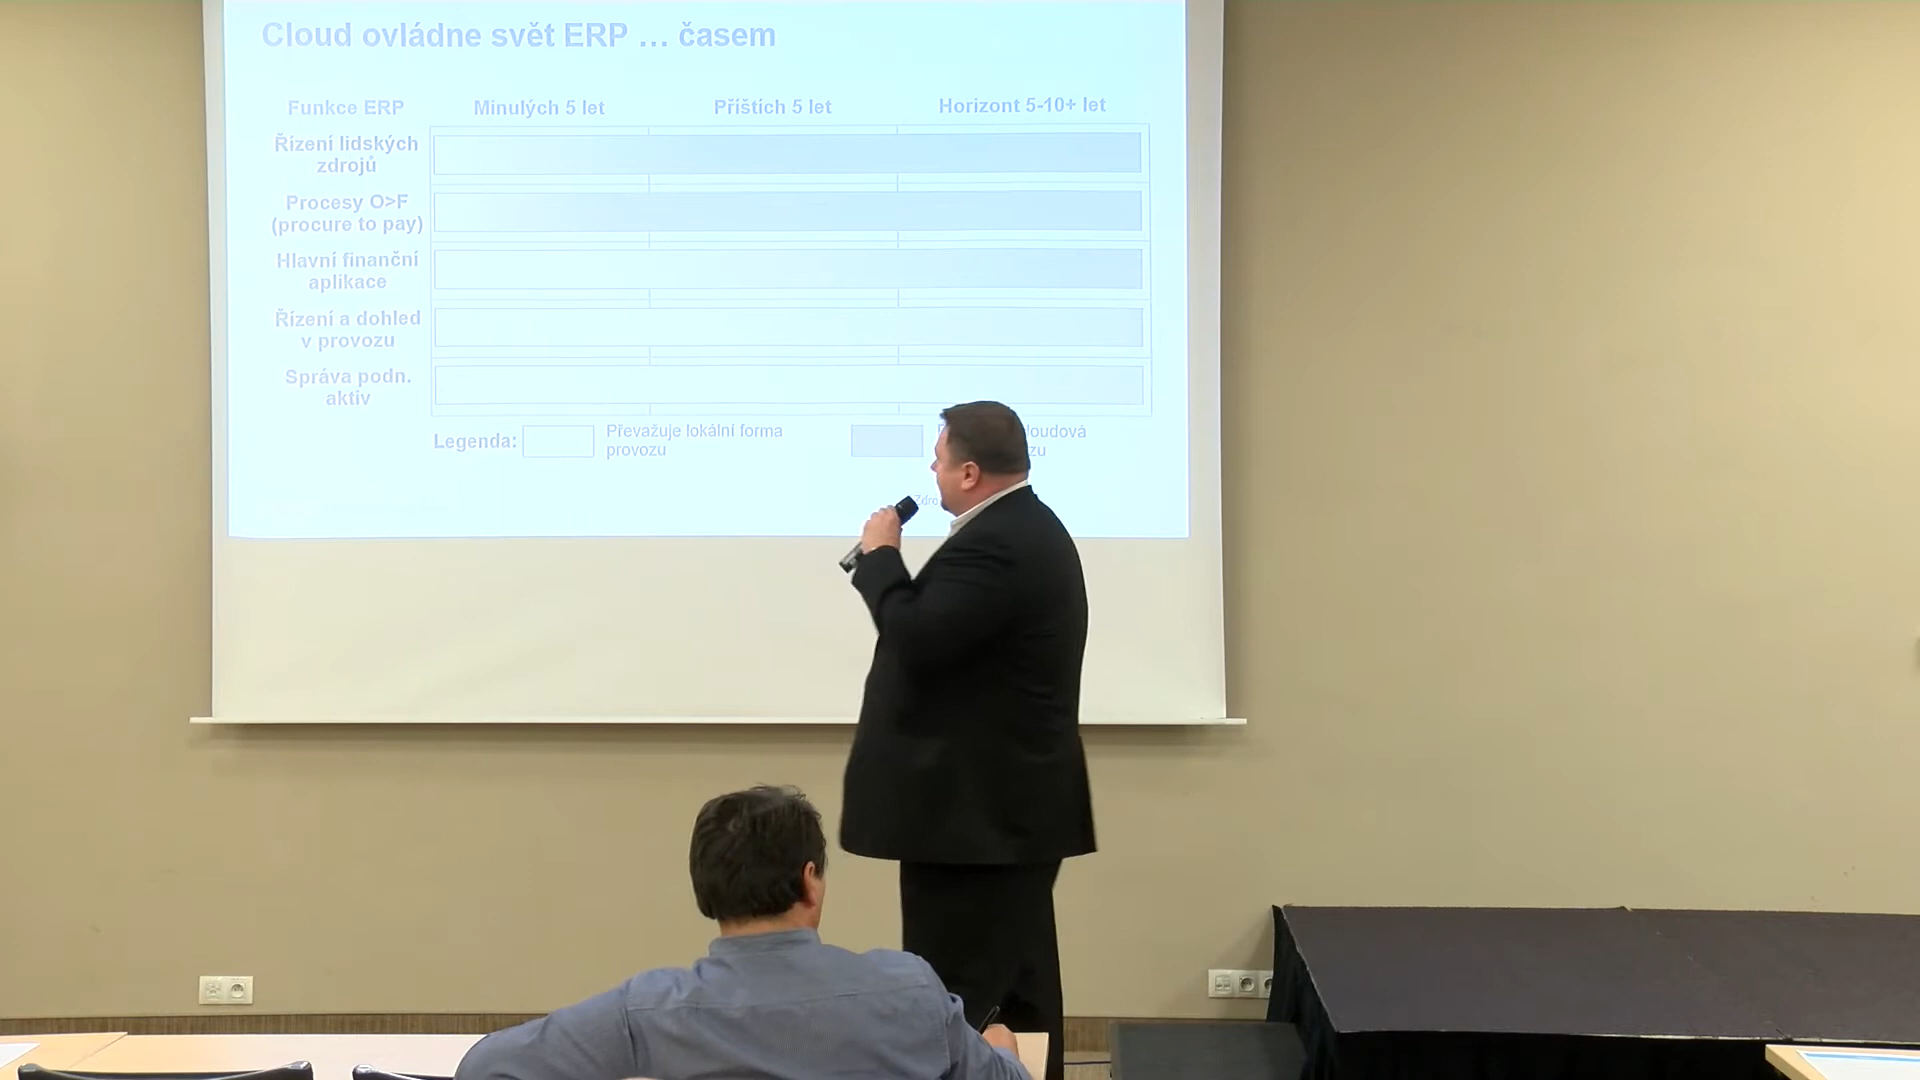 Cloud ovládne svět ERP … časem
Funkce ERP
Minulých 5 let
Příštích 5 let
Horizont 5-10+ let
Řízení lidských
zdrojů
Procesy O>F
(procure to pay)
Hlavní finanční
aplikace
Řízení a dohled
v provozu
Správa podn.
aktiv
Legenda:
Převažuje lokální forma
provozu